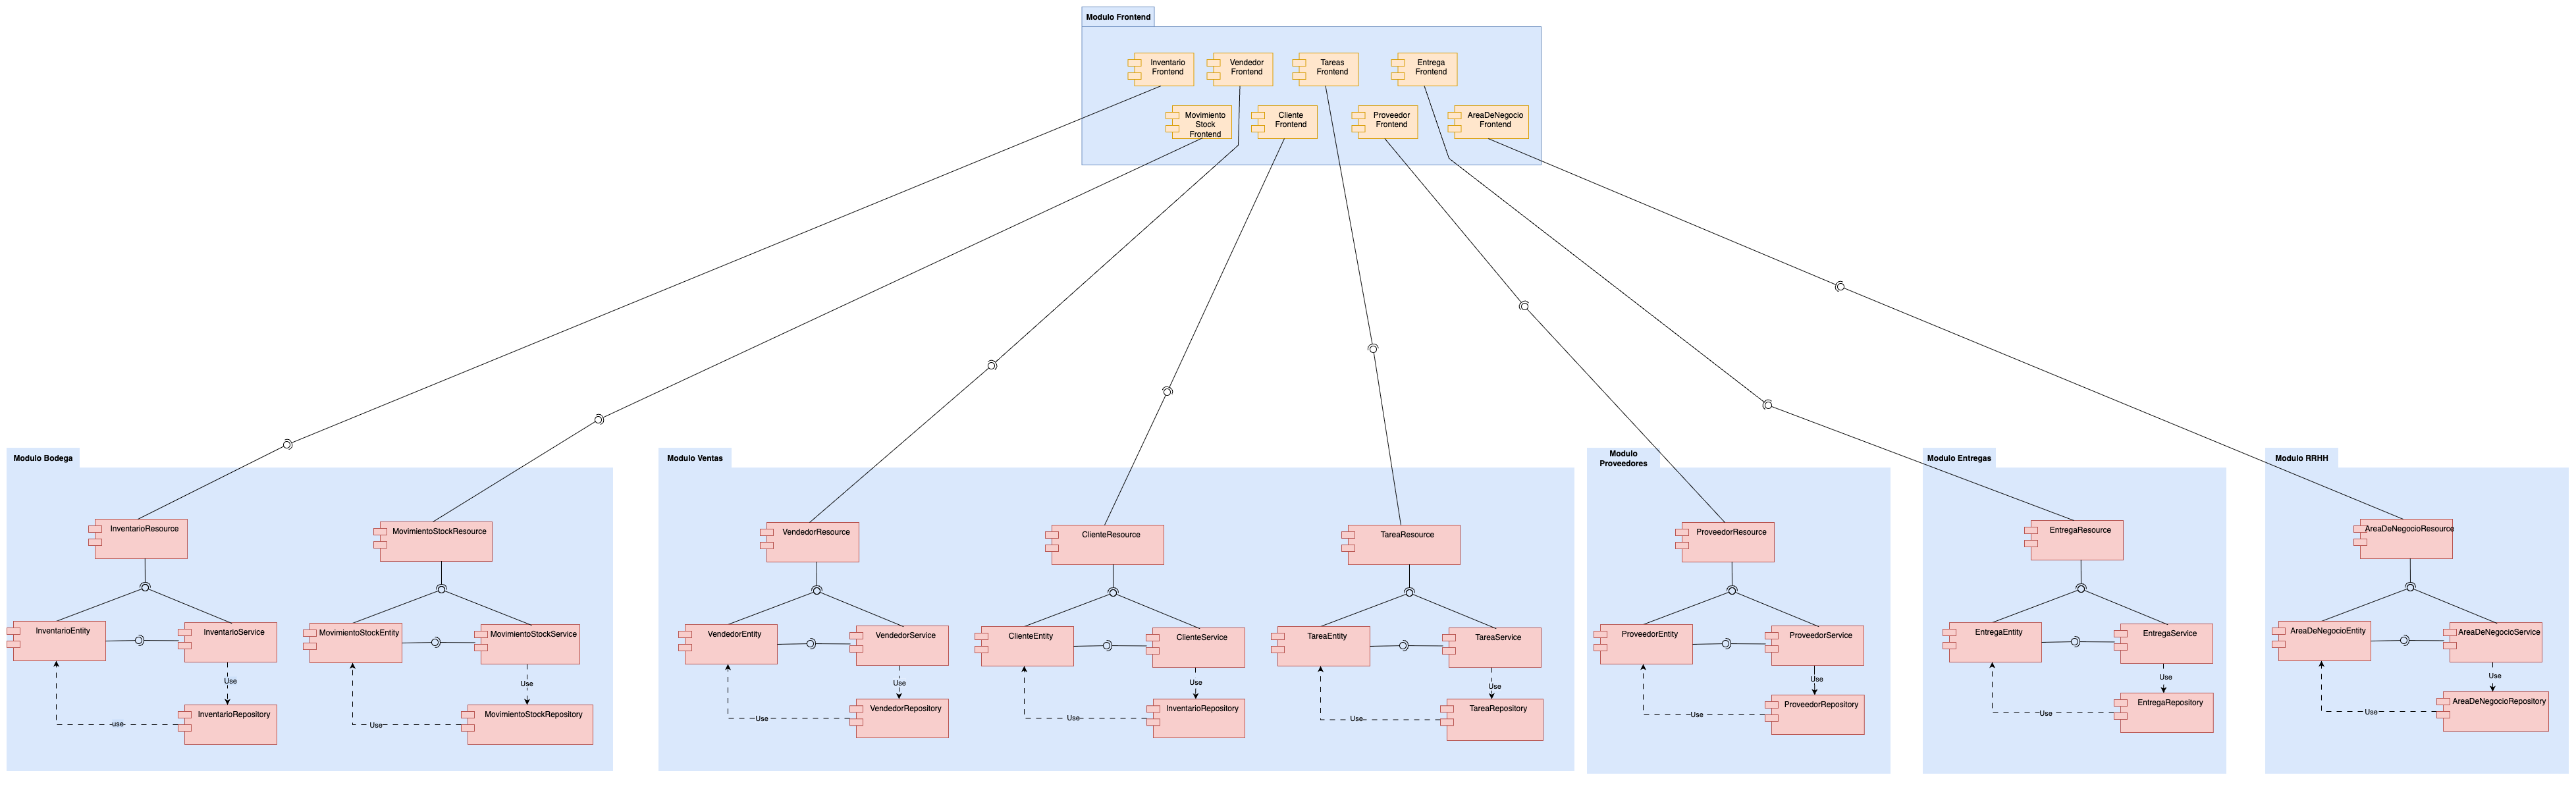 Modulo Frontend
Inventario
Frontend
Vendedor
Frontend
Tareas
Frontend
Entrega
Frontend
Movimiento
Stock
Frontend
Cliente
Frontend
Proveedor
Frontend
AreaDeNegocio
Frontend
Modulo Bodega
InventarioResource
MovimientoStockResource
InventarioEntity
InventarioService
MovimientoStockEntity
MovimientoStockService
Use
Use
InventarioRepository
MovimientoStockRepository
use
Use
Modulo Ventas
VendedorResource
ClienteResource
TareaResource
VendedorEntity
VendedorService
ClienteEntity
ClienteService
TareaEntity
TareaService
Use
Use
Use
VendedorRepository
InventarioRepository
TareaRepository
Use
Use
Use
Modulo
Proveedores
ProveedorResource
ProveedorEntity
ProveedorService
Use
ProveedorRepository
Use
Modulo Entregas
EntregaResource
EntregaEntity
EntregaService
Use
EntregaRepository
Use
Modulo RRHH
AreaDeNegocioResource
AreaDeNegocioEntity
AreaDeNegocioService
Use
AreaDeNegocioRepository
Use